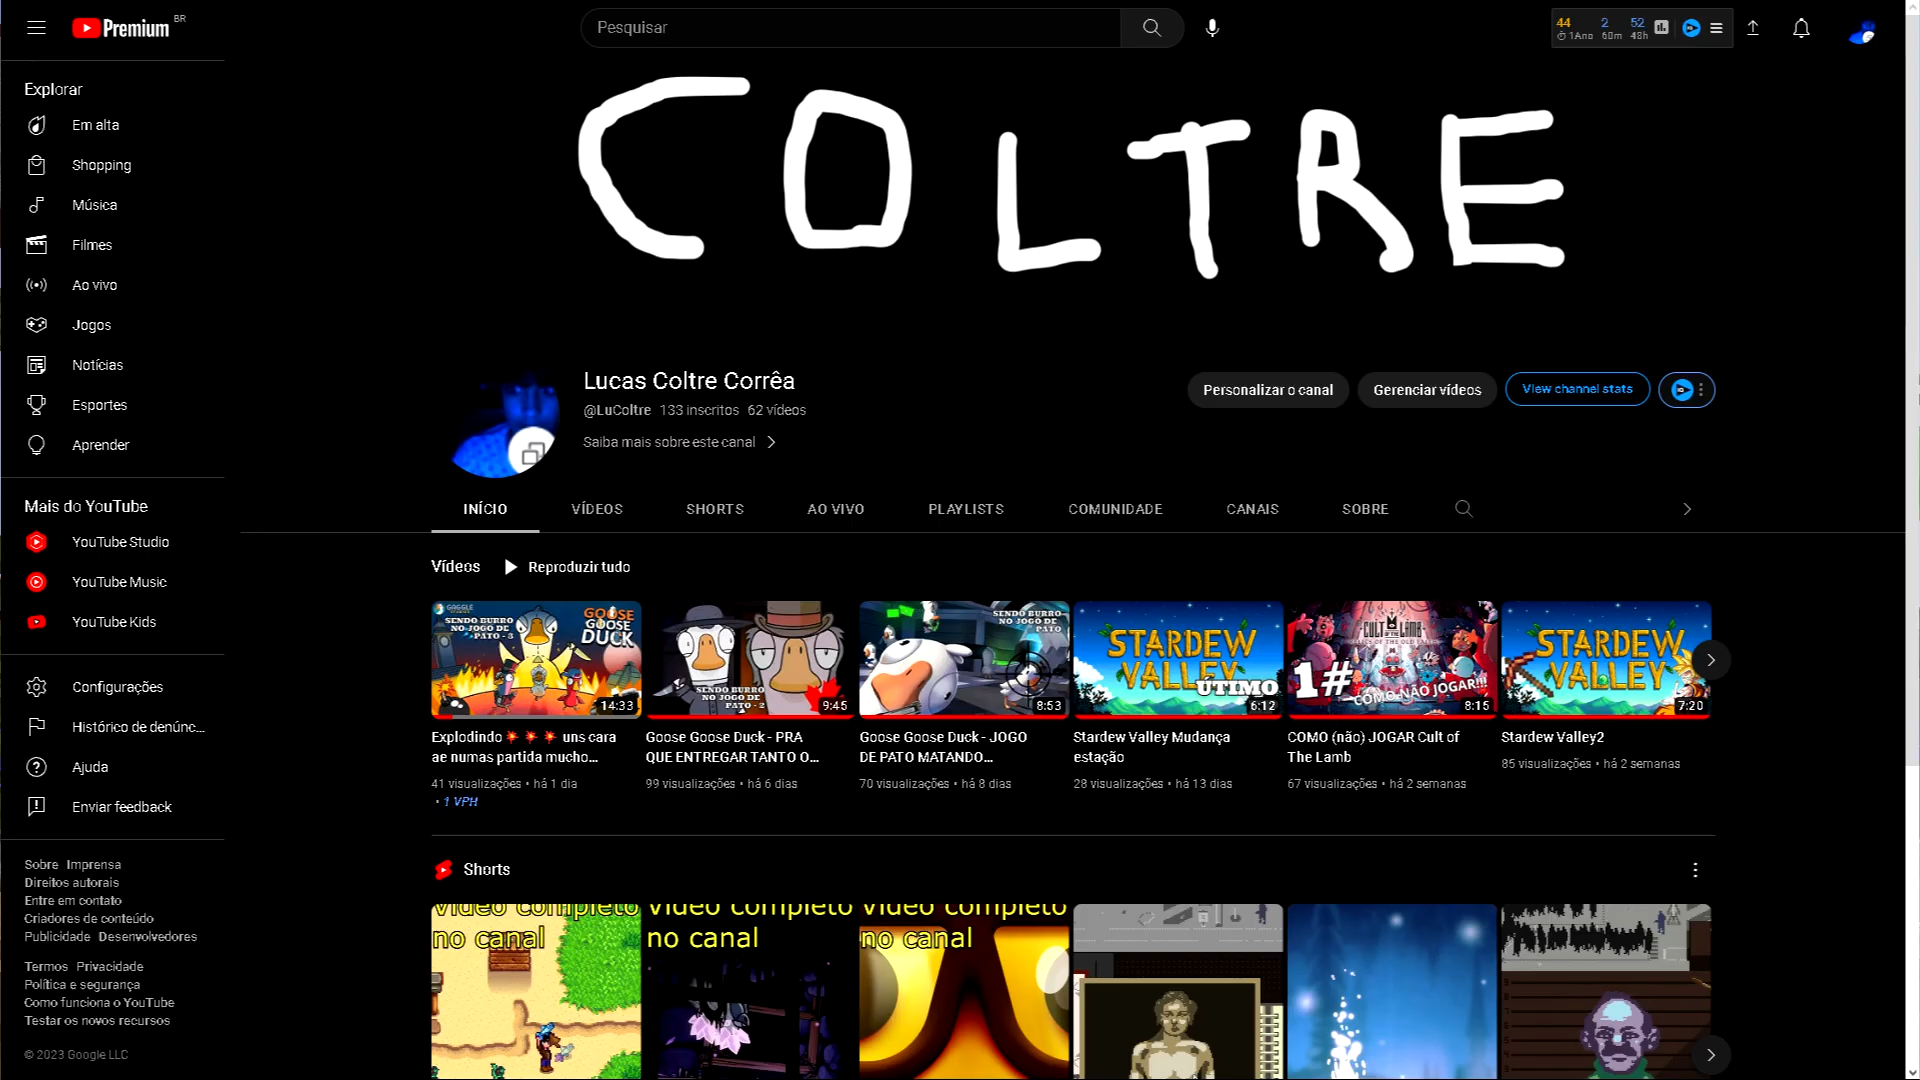 Premium BR
Pesquisar
44 2 52
1Ano 60m 48h
Explorar
Em alta
Shopping
Música
Filmes
Ao vivo
Jogos
Notícias
Esportes
Aprender
Mais do YouTube
YouTube Studio
YouTube Music
YouTube Kids
Configurações
Histórico de denúnc...
Ajuda
Enviar feedback
Sobre Imprensa
Direitos autorais
Entre em contato
Criadores de conteúdo
Publicidade Desenvolvedores
Termos Privacidade
Política e segurança
Como funciona o YouTube
Testar os novos recursos
© 2023 Google LLC
COLTRE
Lucas Coltre Corrêa
@LuColtre 133 inscritos 62 vídeos
Saiba mais sobre este canal
Personalizar o canal
Gerenciar vídeos
View channel stats
INÍCIO VÍDEOS SHORTS AO VIVO PLAYLISTS COMUNIDADE CANAIS SOBRE
Vídeos Reproduzir tudo
GAGGLE
SENDO BURRO
NO JOGO DE
PATO - 3
GOOSE
GOOSE
DUCK
14:33
Explodindo 💥 💥 💥 uns cara
ae numas partida mucho...
41 visualizações • há 1 dia
• 1 VPH
SENDO BURRO
NO JOGO DE
PATO - 2
9:45
Goose Goose Duck - PRA
QUE ENTREGAR TANTO O...
99 visualizações • há 6 dias
SENDO BURRO
NO JOGO DE
PATO
8:53
Goose Goose Duck - JOGO
DE PATO MATANDO...
70 visualizações • há 8 dias
STARDEW
VALLEY
ÚTIMO
6:12
Stardew Valley Mudança
estação
28 visualizações • há 13 dias
CULT OF THE LAMB
1#
COMO NÃO JOGAR!!!
8:15
COMO (não) JOGAR Cult of
The Lamb
67 visualizações • há 2 semanas
STARDEW
VALLEY
7:20
Stardew Valley2
85 visualizações • há 2 semanas
Shorts
Vídeo completo
no canal
Vídeo completo
no canal
Vídeo completo
no canal